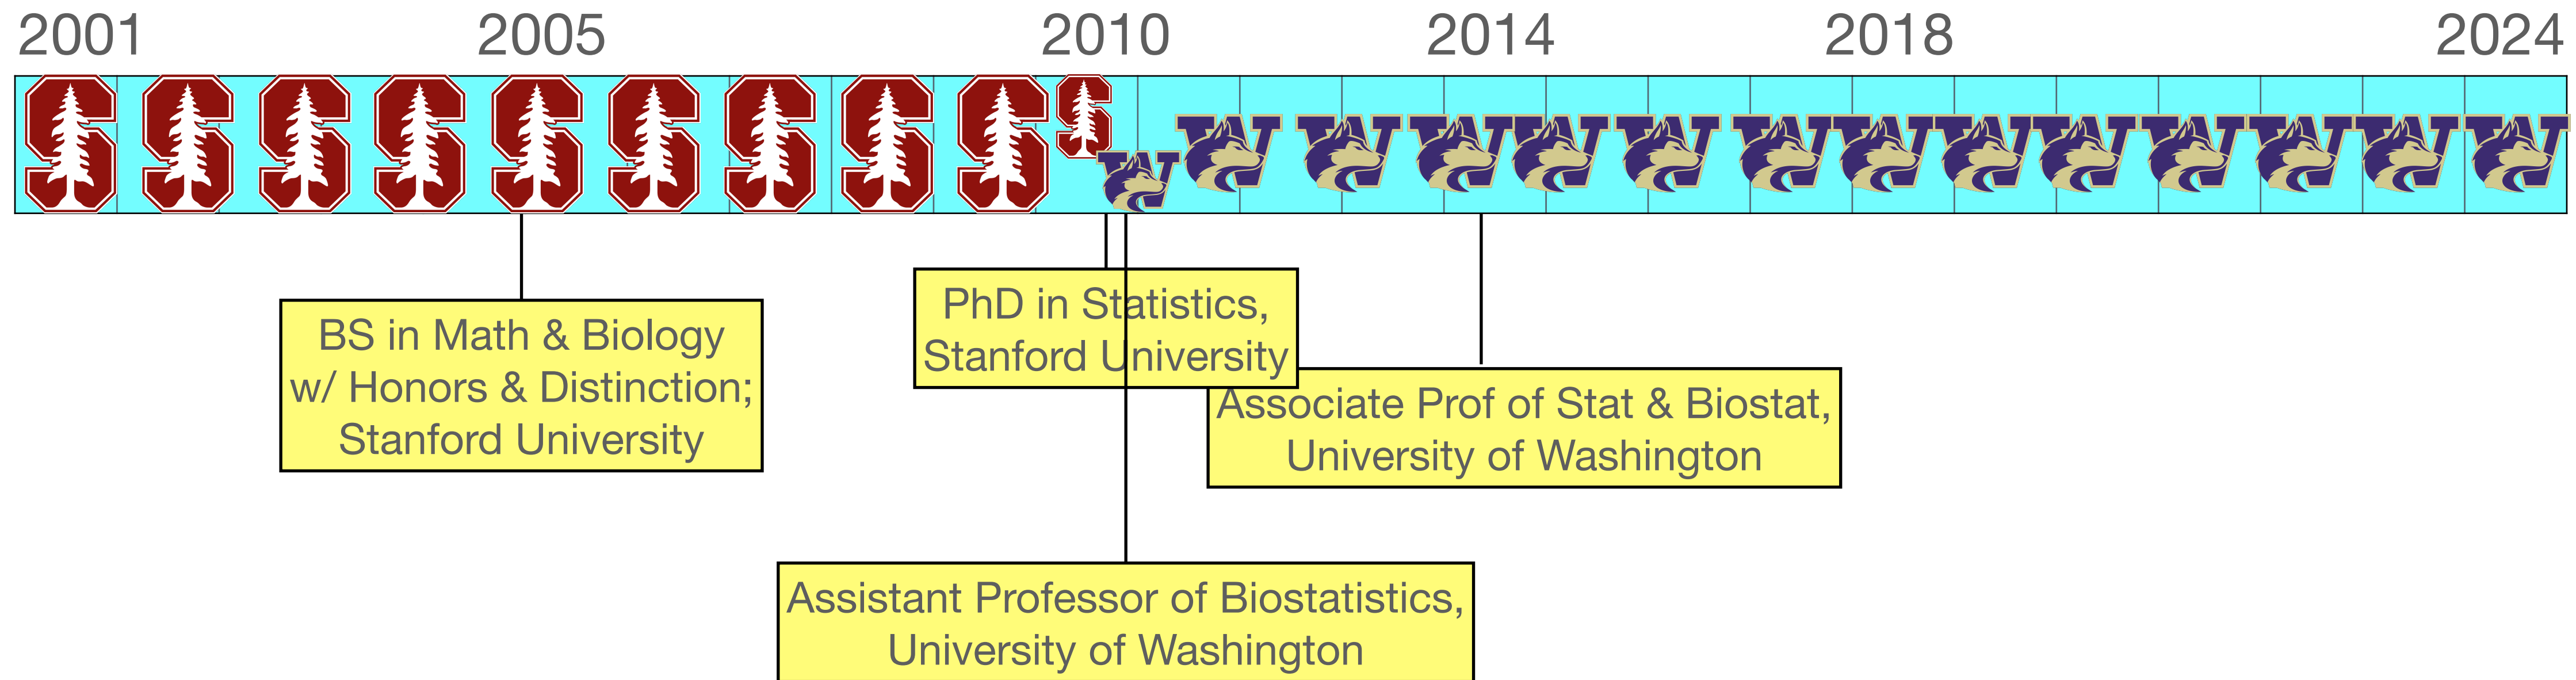 2001 2005 2010 2014 2018 2024
BS in Math & Biology
w/ Honors & Distinction;
Stanford University
PhD in Statistics,
Stanford University
Associate Prof of Stat & Biostat,
University of Washington
Assistant Professor of Biostatistics,
University of Washington